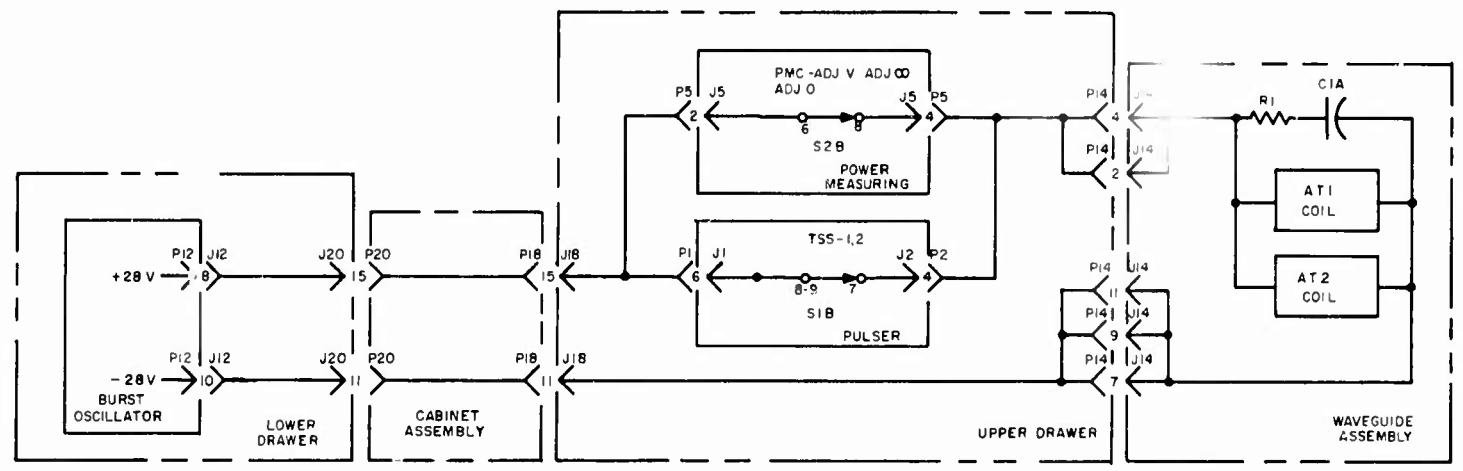 PMC-ADJ V ADJ ∞
ADJ 0
P5 J5
2
6 8
S2B
J5 P5
4
POWER
MEASURING
P14 J14
4
P14 J14
2
R1
C1A
AT1
COIL
AT2
COIL
P12 J12
+28V
8
J20 P20
15
P18 J18
15
P1 J1
6
TSS-1,2
8-9 7
S1B
J2 P2
4
PULSER
P14 J14
11
P14 J14
9
P14 J14
7
P12 J12
-28V
10
J20 P20
11
P18 J18
11
BURST
OSCILLATOR
LOWER
DRAWER
CABINET
ASSEMBLY
UPPER DRAWER
WAVEGUIDE
ASSEMBLY